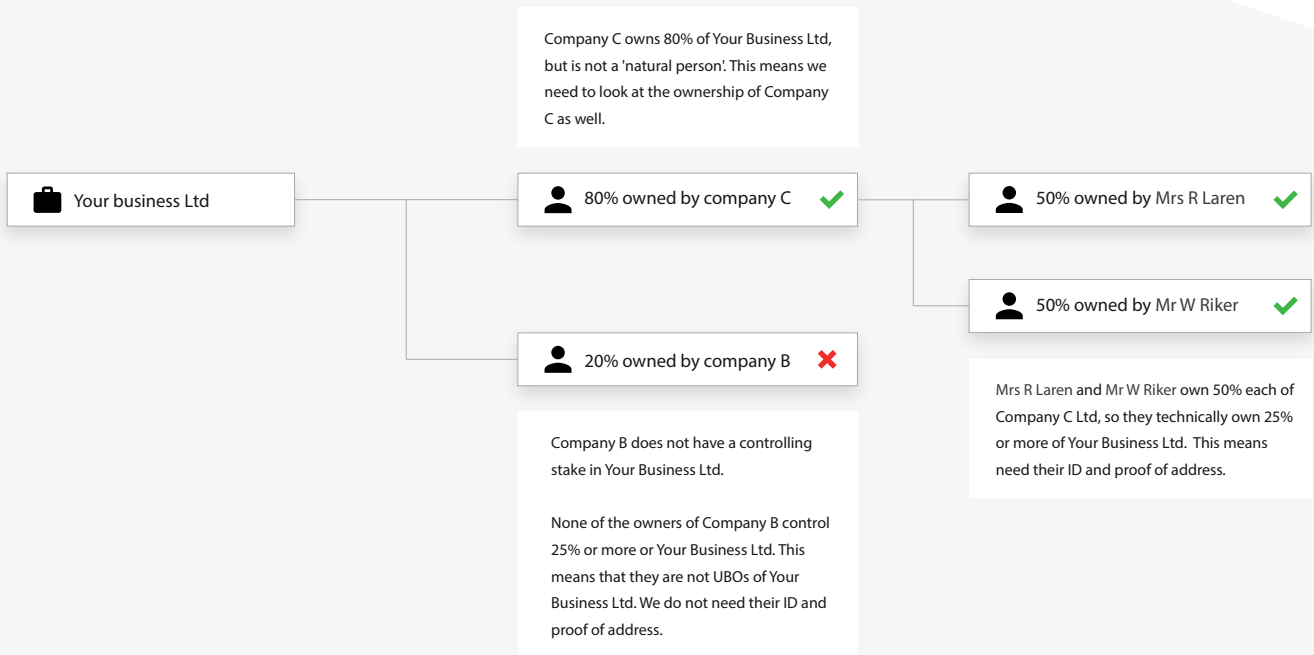 Company C owns 80% of Your Business Ltd,
but is not a 'natural person'. This means we
need to look at the ownership of Company
C as well.
Your business Ltd
80% owned by company C
50% owned by Mrs R Laren
50% owned by Mr W Riker
20% owned by company B
Mrs R Laren and Mr W Riker own 50% each of
Company C Ltd, so they technically own 25%
or more of Your Business Ltd. This means
need their ID and proof of address.
Company B does not have a controlling
stake in Your Business Ltd.
None of the owners of Company B control
25% or more or Your Business Ltd. This
means that they are not UBOs of Your
Business Ltd. We do not need their ID and
proof of address.